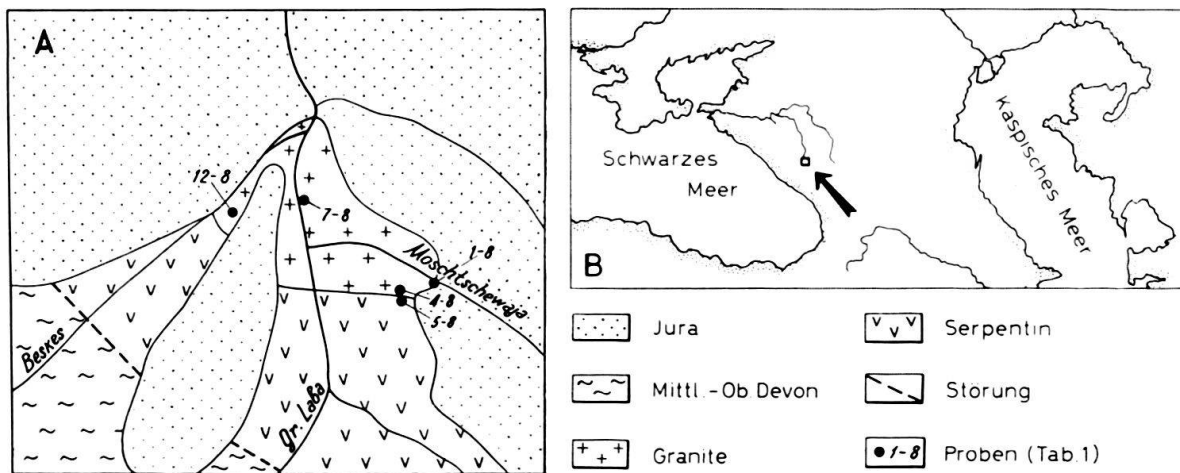 A
12-8
7-8
Moschtschewaja
1-8
4-8
5-8
Beskes
Gr. Laba
B
Schwarzes
Meer
Kaspisches Meer
Jura
Mittl.-Ob. Devon
Granite
Serpentin
Störung
1-8 Proben (Tab.1)